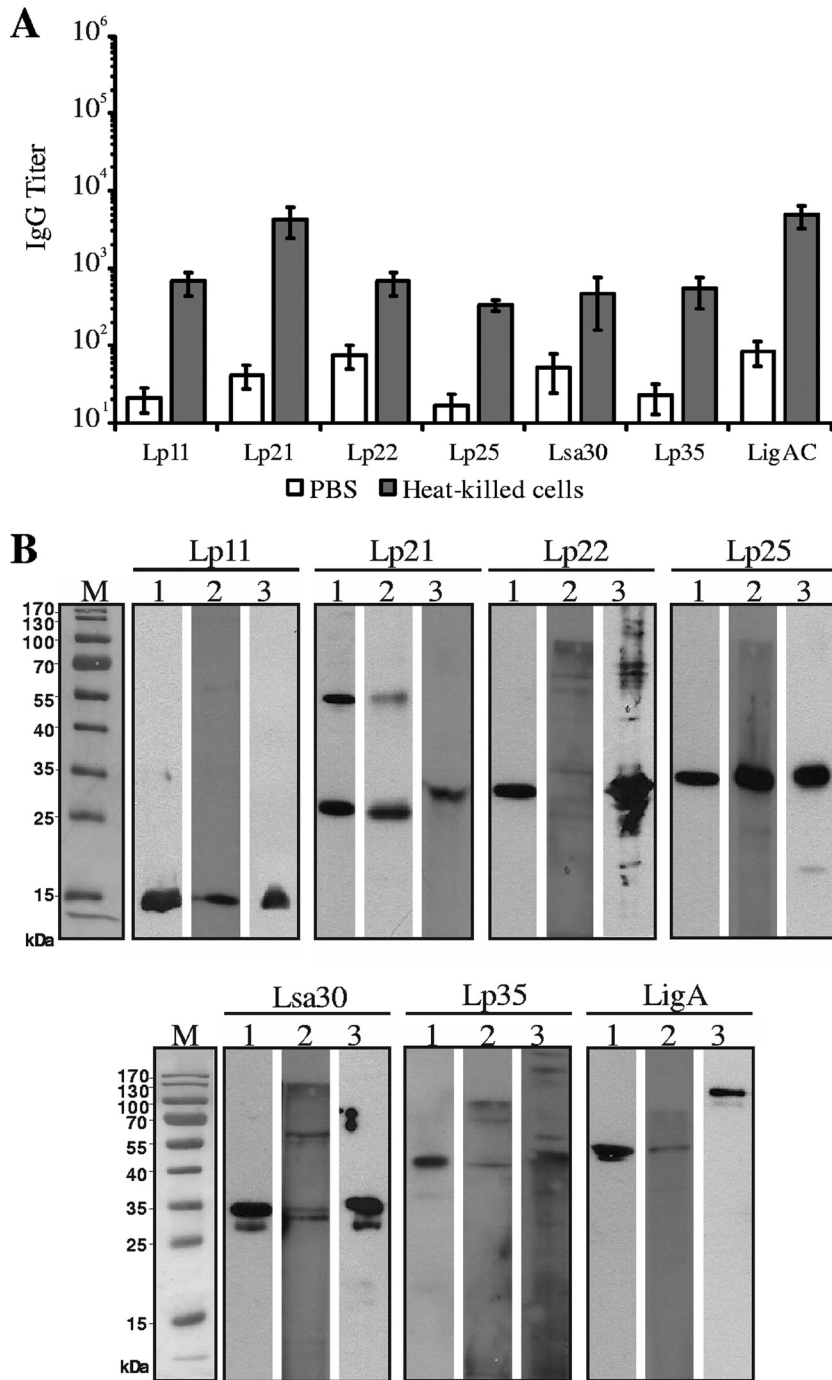 A
IgG Titer
10⁶
10⁵
10⁴
10³
10²
10¹
Lp11 Lp21 Lp22 Lp25 Lsa30 Lp35 LigAC
PBS Heat-killed cells
B
Lp11 Lp21 Lp22 Lp25
M 1 2 3 1 2 3 1 2 3 1 2 3
170
130
100
70
55
40
35
25
15
kDa
Lsa30 Lp35 LigA
M 1 2 3 1 2 3 1 2 3
170
130
100
70
55
40
35
25
15
kDa